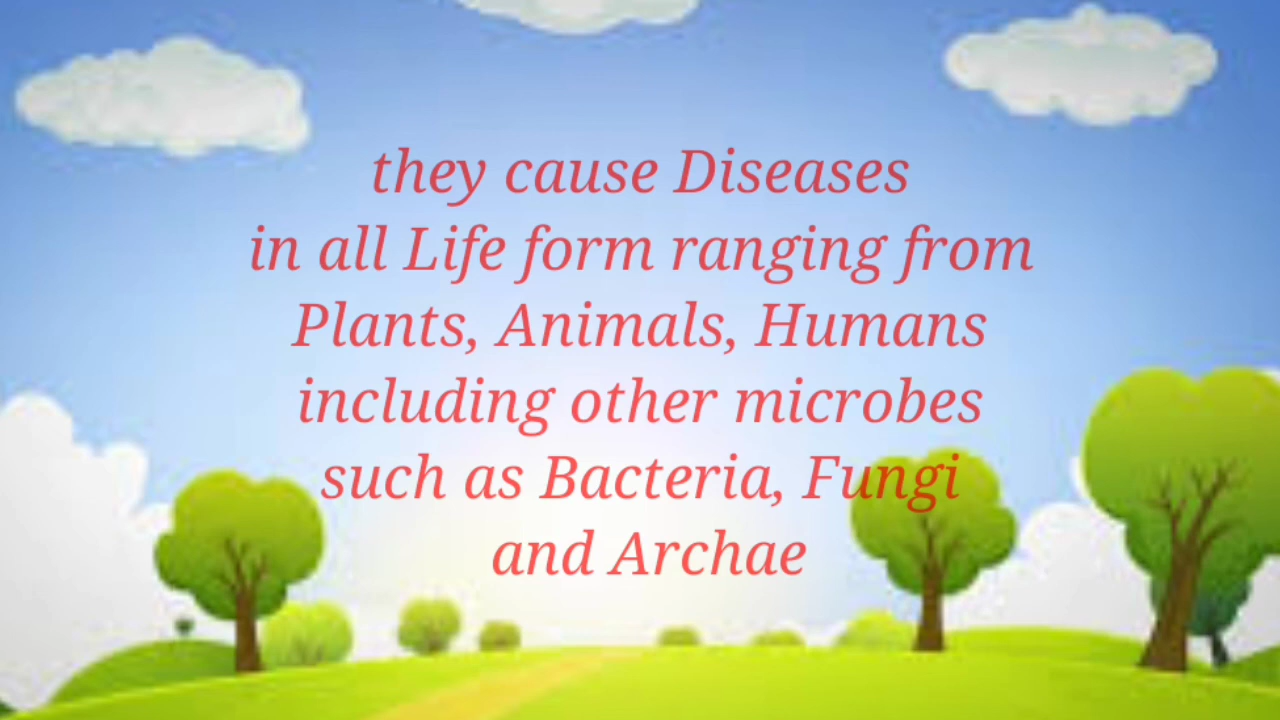 they cause Diseases
in all Life form ranging from
Plants, Animals, Humans
including other microbes
such as Bacteria, Fungi
and Archae